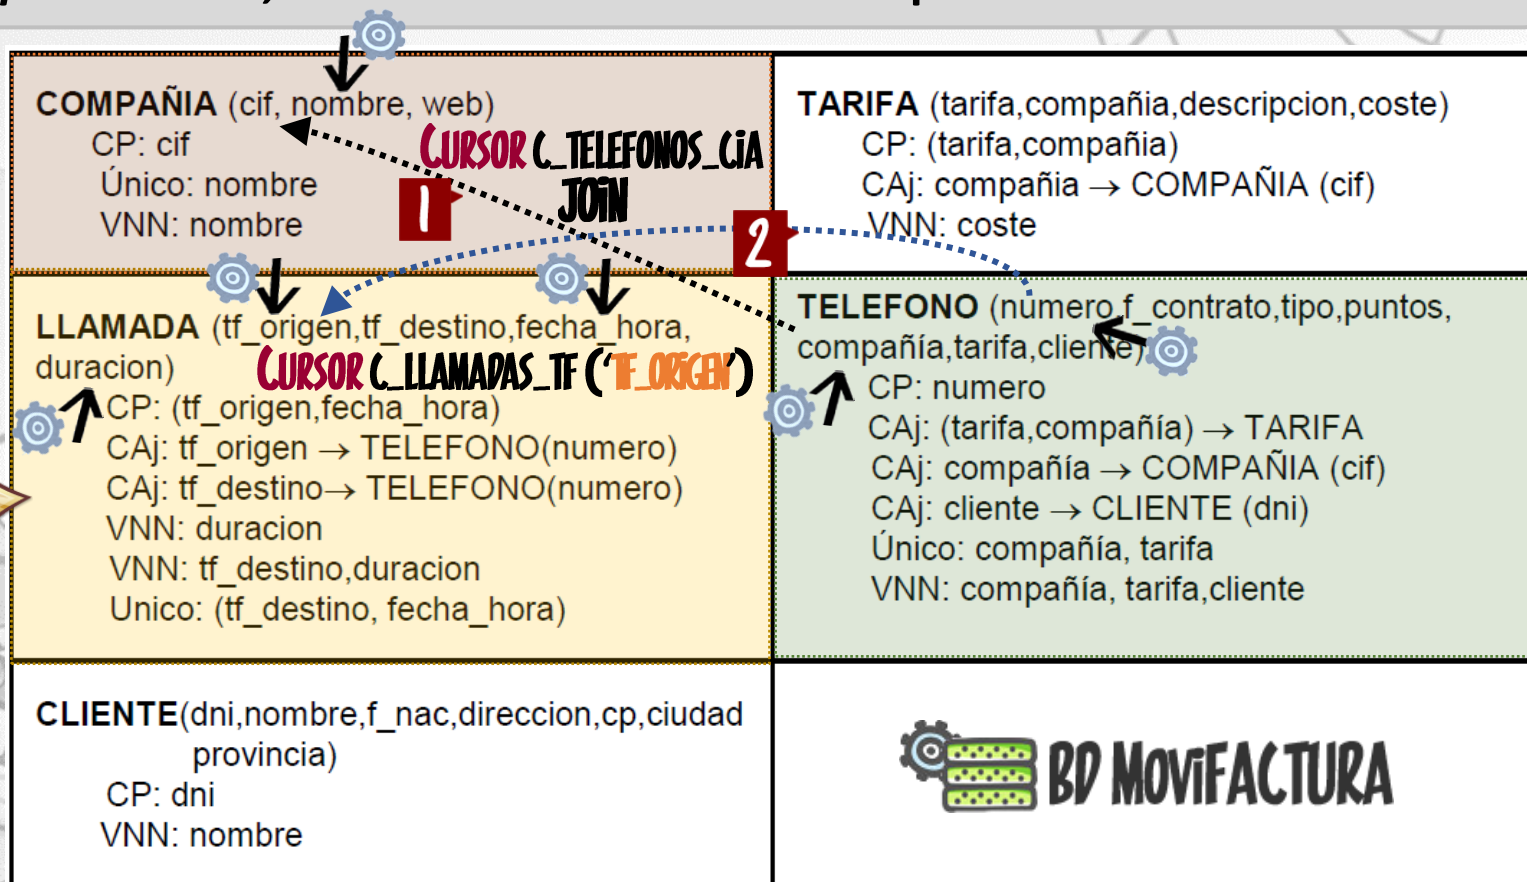 COMPAÑIA (cif, nombre, web)
CP: cif
Único: nombre
VNN: nombre
CURSOR C_TELEFONOS_CIA
JOIN
1
TARIFA (tarifa,compañia,descripcion,coste)
CP: (tarifa,compañia)
CAj: compañia → COMPAÑIA (cif)
VNN: coste
2
LLAMADA (tf_origen,tf_destino,fecha_hora,
duracion)
CURSOR C_LLAMADAS_TF ('TF_ORIGEN')
CP: (tf_origen,fecha_hora)
CAj: tf_origen → TELEFONO(numero)
CAj: tf_destino→ TELEFONO(numero)
VNN: duracion
VNN: tf_destino,duracion
Unico: (tf_destino, fecha_hora)
TELEFONO (numero,f_contrato,tipo,puntos,
compañía,tarifa,cliente)
CP: numero
CAj: (tarifa,compañía) → TARIFA
CAj: compañía → COMPAÑIA (cif)
CAj: cliente → CLIENTE (dni)
Único: compañía, tarifa
VNN: compañía, tarifa,cliente
CLIENTE(dni,nombre,f_nac,direccion,cp,ciudad
provincia)
CP: dni
VNN: nombre
BD MOVIFACTURA